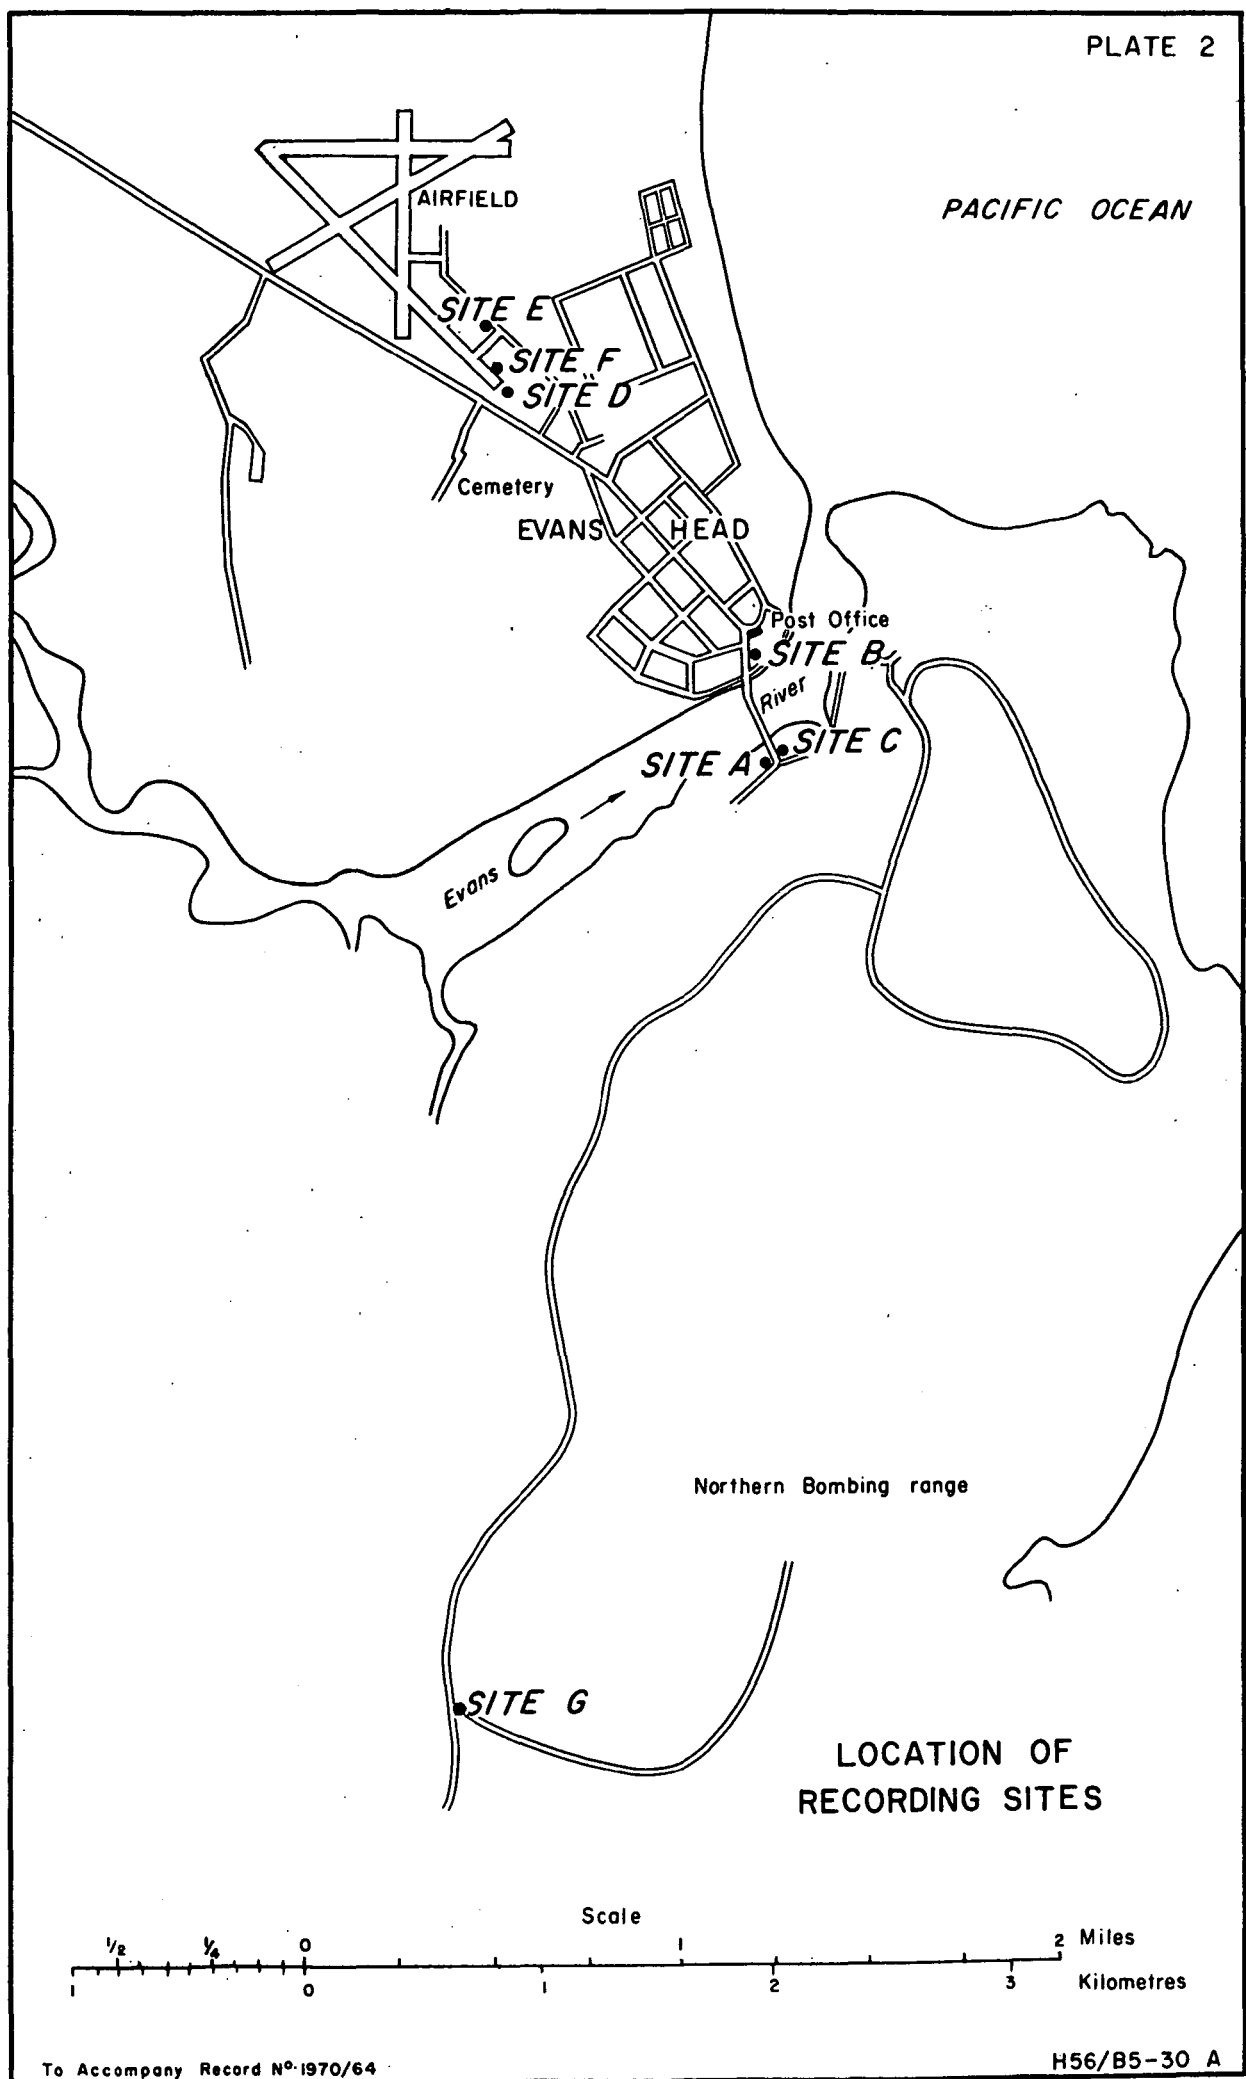 PLATE 2
PACIFIC OCEAN
AIRFIELD
SITE E
SITE F
SITE D
Cemetery
EVANS HEAD
Post Office
SITE B
River
SITE C
SITE A
Evans
Northern Bombing range
SITE G
LOCATION OF
RECORDING SITES
Scale
1/2 1/4 0 1 2 Miles
1 0 1 2 3 Kilometres
To Accompany Record Nº 1970/64
H56/B5-30 A